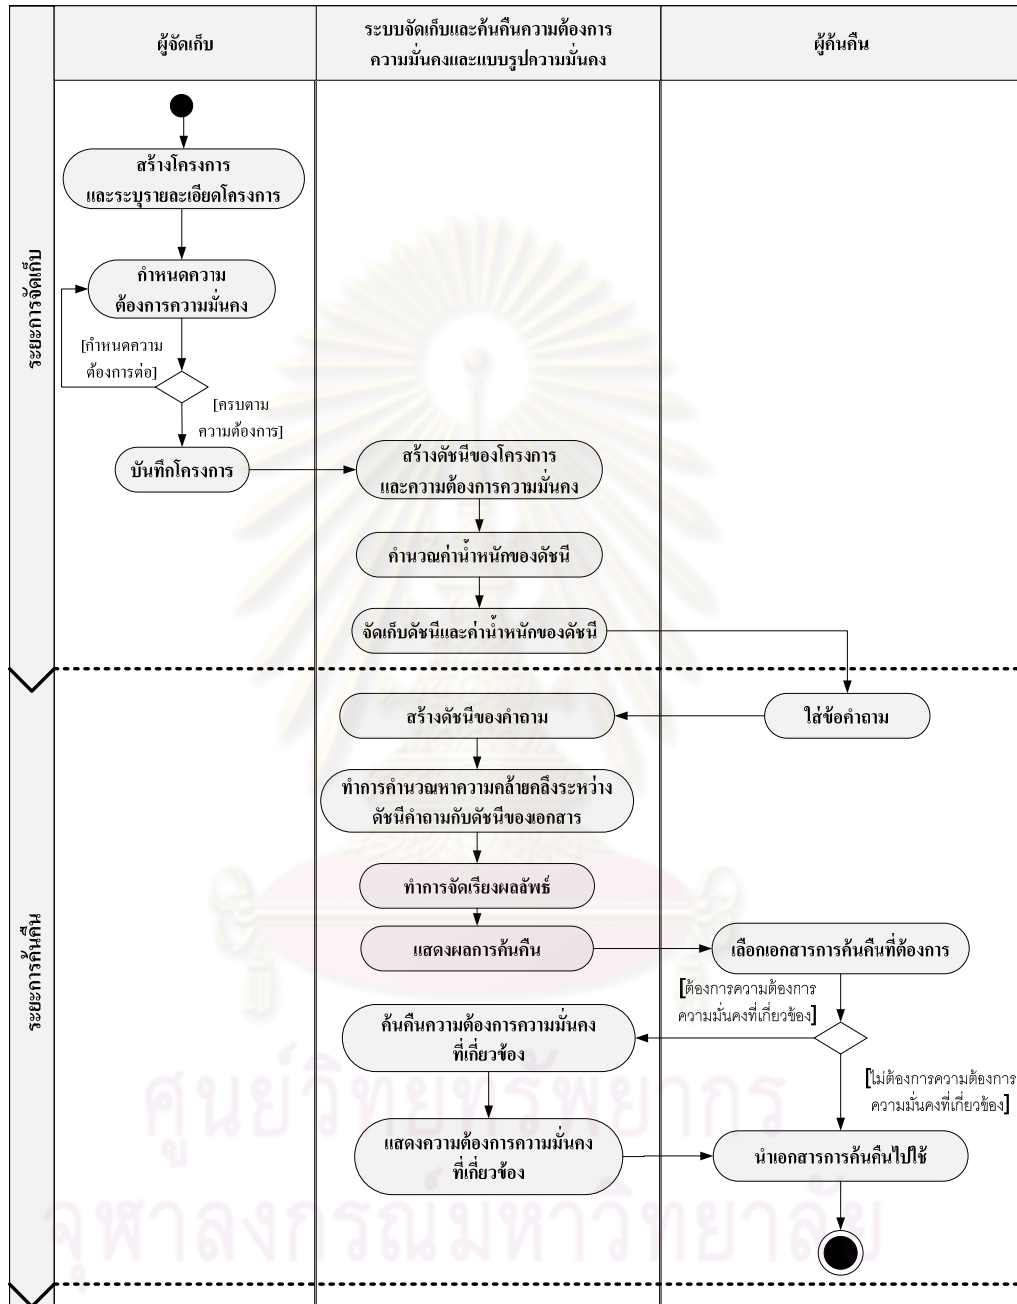 ผู้จัดเก็บ
ระบบจัดเก็บและค้นคืนความต้องการ
ความมั่นคงและแบบรูปความมั่นคง
ผู้ค้นคืน
ระยะการจัดเก็บ
สร้างโครงการ
และระบุรายละเอียดโครงการ
กำหนดความ
ต้องการความมั่นคง
[กำหนดความ
ต้องการต่อ]
[ครบตาม
ความต้องการ]
บันทึกโครงการ
สร้างดัชนีของโครงการ
และความต้องการความมั่นคง
คำนวณค่าน้ำหนักของดัชนี
จัดเก็บดัชนีและค่าน้ำหนักของดัชนี
ระยะการค้นคืน
ใส่ข้อคำถาม
สร้างดัชนีของคำถาม
ทำการคำนวณหาความคล้ายคลึงระหว่าง
ดัชนีคำถามกับดัชนีของเอกสาร
ทำการจัดเรียงผลลัพธ์
แสดงผลการค้นคืน
เลือกเอกสารการค้นคืนที่ต้องการ
[ต้องการความต้องการ
ความมั่นคงที่เกี่ยวข้อง]
ค้นคืนความต้องการความมั่นคง
ที่เกี่ยวข้อง
[ไม่ต้องการความต้องการ
ความมั่นคงที่เกี่ยวข้อง]
แสดงความต้องการความมั่นคง
ที่เกี่ยวข้อง
นำเอกสารการค้นคืนไปใช้
ศูนย์วิทยทรัพยากร
จุฬาลงกรณ์มหาวิทยาลัย